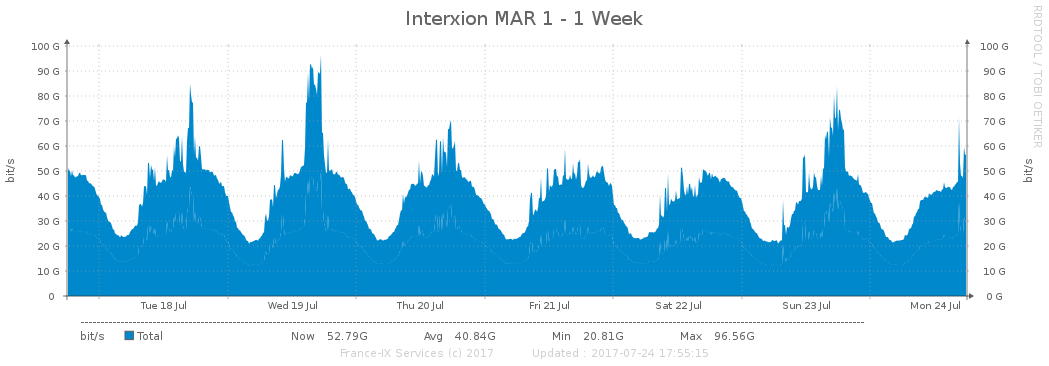 Interxion MAR 1 - 1 Week
RRDTOOL / TOBI OETIKER
bit/s
bit/s
100 G 100 G
90 G 90 G
80 G 80 G
70 G 70 G
60 G 60 G
50 G 50 G
40 G 40 G
30 G 30 G
20 G 20 G
10 G 10 G
0 0 G
Tue 18 Jul Wed 19 Jul Thu 20 Jul Fri 21 Jul Sat 22 Jul Sun 23 Jul Mon 24 Jul
bit/s Total Now 52.79G Avg 40.84G Min 20.81G Max 96.56G
France-IX Services (c) 2017 Updated : 2017-07-24 17:55:15